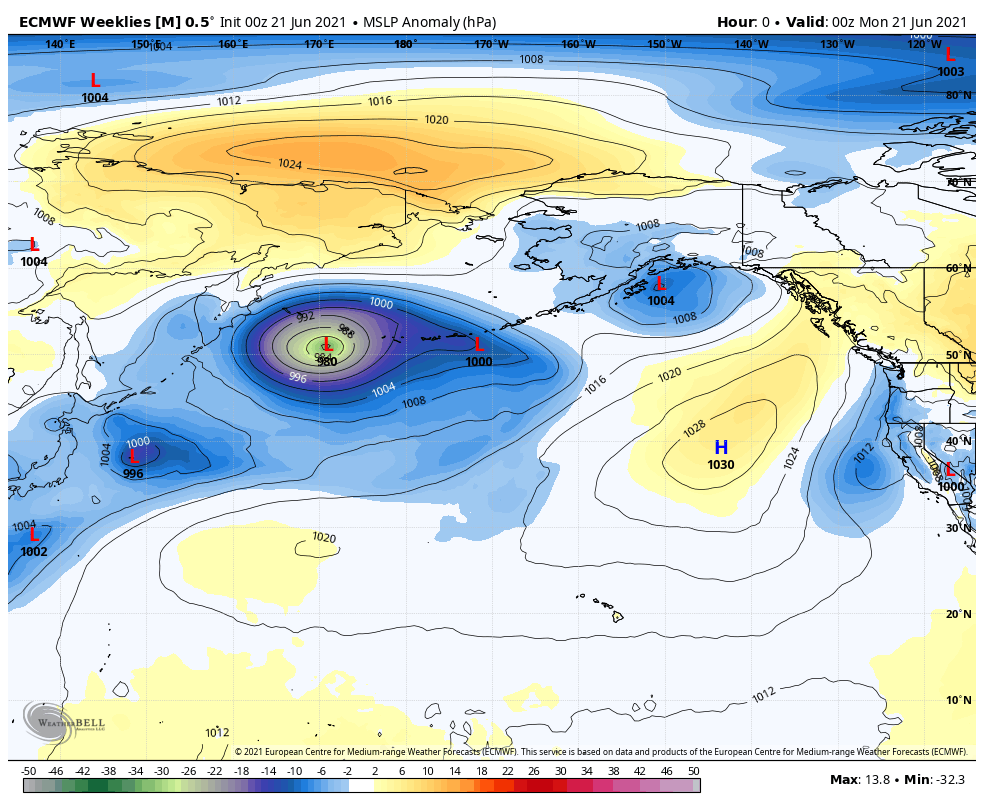 ECMWF Weeklies [M] 0.5° Init 00z 21 Jun 2021 • MSLP Anomaly (hPa)
Hour: 0 • Valid: 00z Mon 21 Jun 2021
140°E 150°E 160°E 170°E 180° 170°W 160°W 150°W 140°W 130°W 120°W
1004
1008
L
1003
L
1004
80°N
1012
1016
1020
1024
70°N
1008
1008
L
1004
1008
60°N
L
1004
1000
992
988
1008
L
980
984
L
1000
50°N
996
1004
1020
1016
1008
1028
1000
1004
L
996
H
1030
1024
1012
1008
40°N
1008
L
1000
1004
L
1002
30°N
1020
20°N
1012
10°N
WEATHERBELL
ANALYTICS LLC
1012
© 2021 European Centre for Medium-range Weather Forecasts (ECMWF). This service is based on data and products of the European Centre for Medium-range Weather Forecasts (ECMWF).
-50 -46 -42 -38 -34 -30 -26 -22 -18 -14 -10 -6 -2 2 6 10 14 18 22 26 30 34 38 42 46 50
Max: 13.8 • Min: -32.3